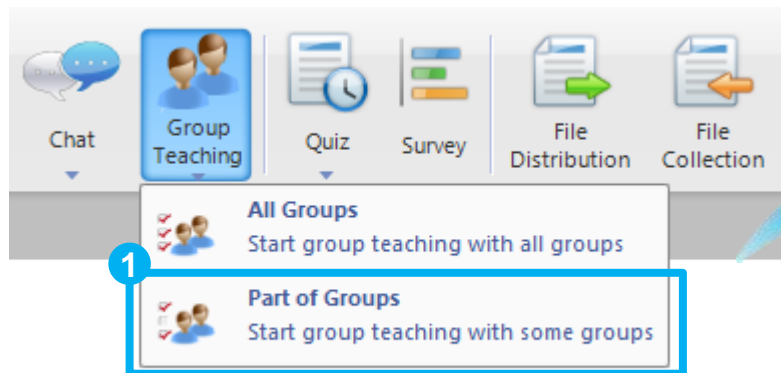 Chat
Group
Teaching
Quiz
Survey
File
Distribution
File
Collection
All Groups
Start group teaching with all groups
1
Part of Groups
Start group teaching with some groups